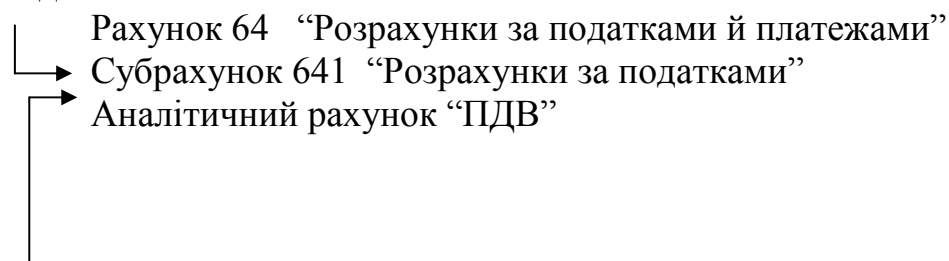 Рахунок 64 “Розрахунки за податками й платежами”
Субрахунок 641 “Розрахунки за податками”
Аналітичний рахунок “ПДВ”